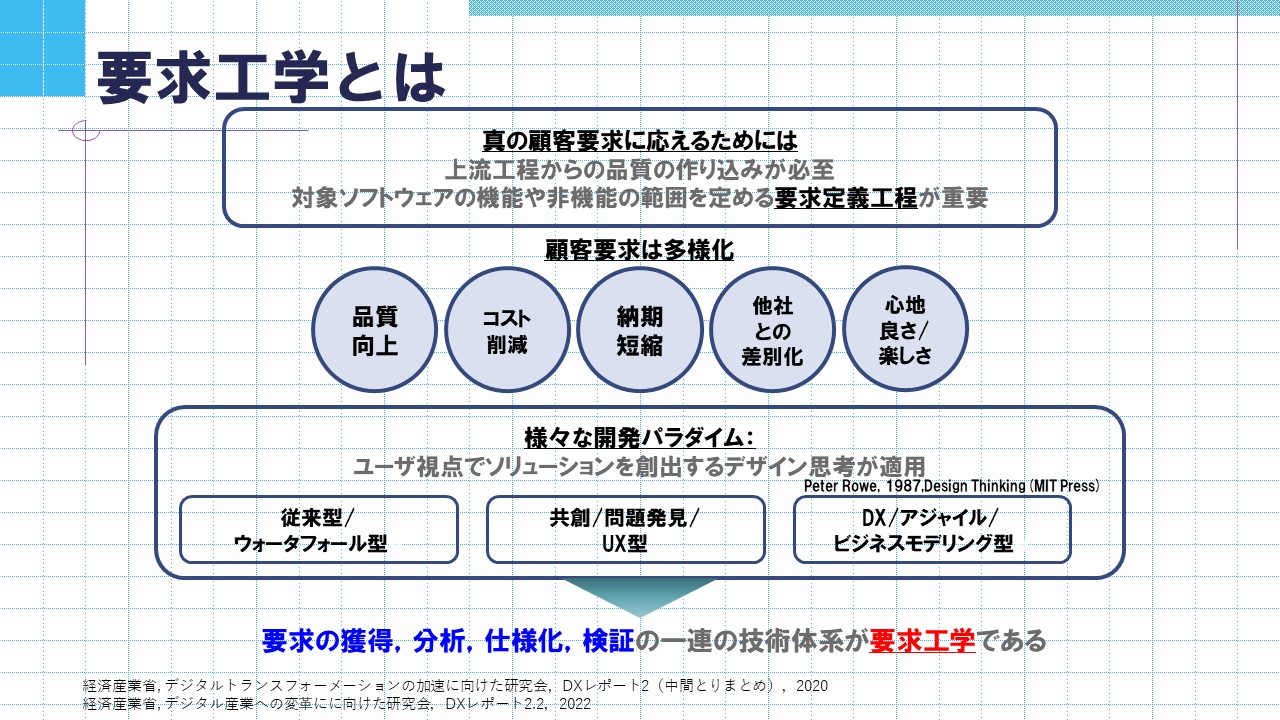 要求工学とは
真の顧客要求に応えるためには
上流工程からの品質の作り込みが必至
対象ソフトウェアの機能や非機能の範囲を定める要求定義工程が重要
顧客要求は多様化
品質
向上
コスト
削減
納期
短縮
他社
との
差別化
心地
良さ/
楽しさ
様々な開発パラダイム：
ユーザ視点でソリューションを創出するデザイン思考が適用
Peter Rowe, 1987,Design Thinking (MIT Press)
従来型/
ウォータフォール型
共創/問題発見/
UX型
DX/アジャイル/
ビジネスモデリング型
要求の獲得, 分析, 仕様化, 検証の一連の技術体系が要求工学である
経済産業省, デジタルトランスフォーメーションの加速に向けた研究会, DXレポート2（中間とりまとめ）, 2020
経済産業省, デジタル産業への変革にに向けた研究会, DXレポート2.2, 2022